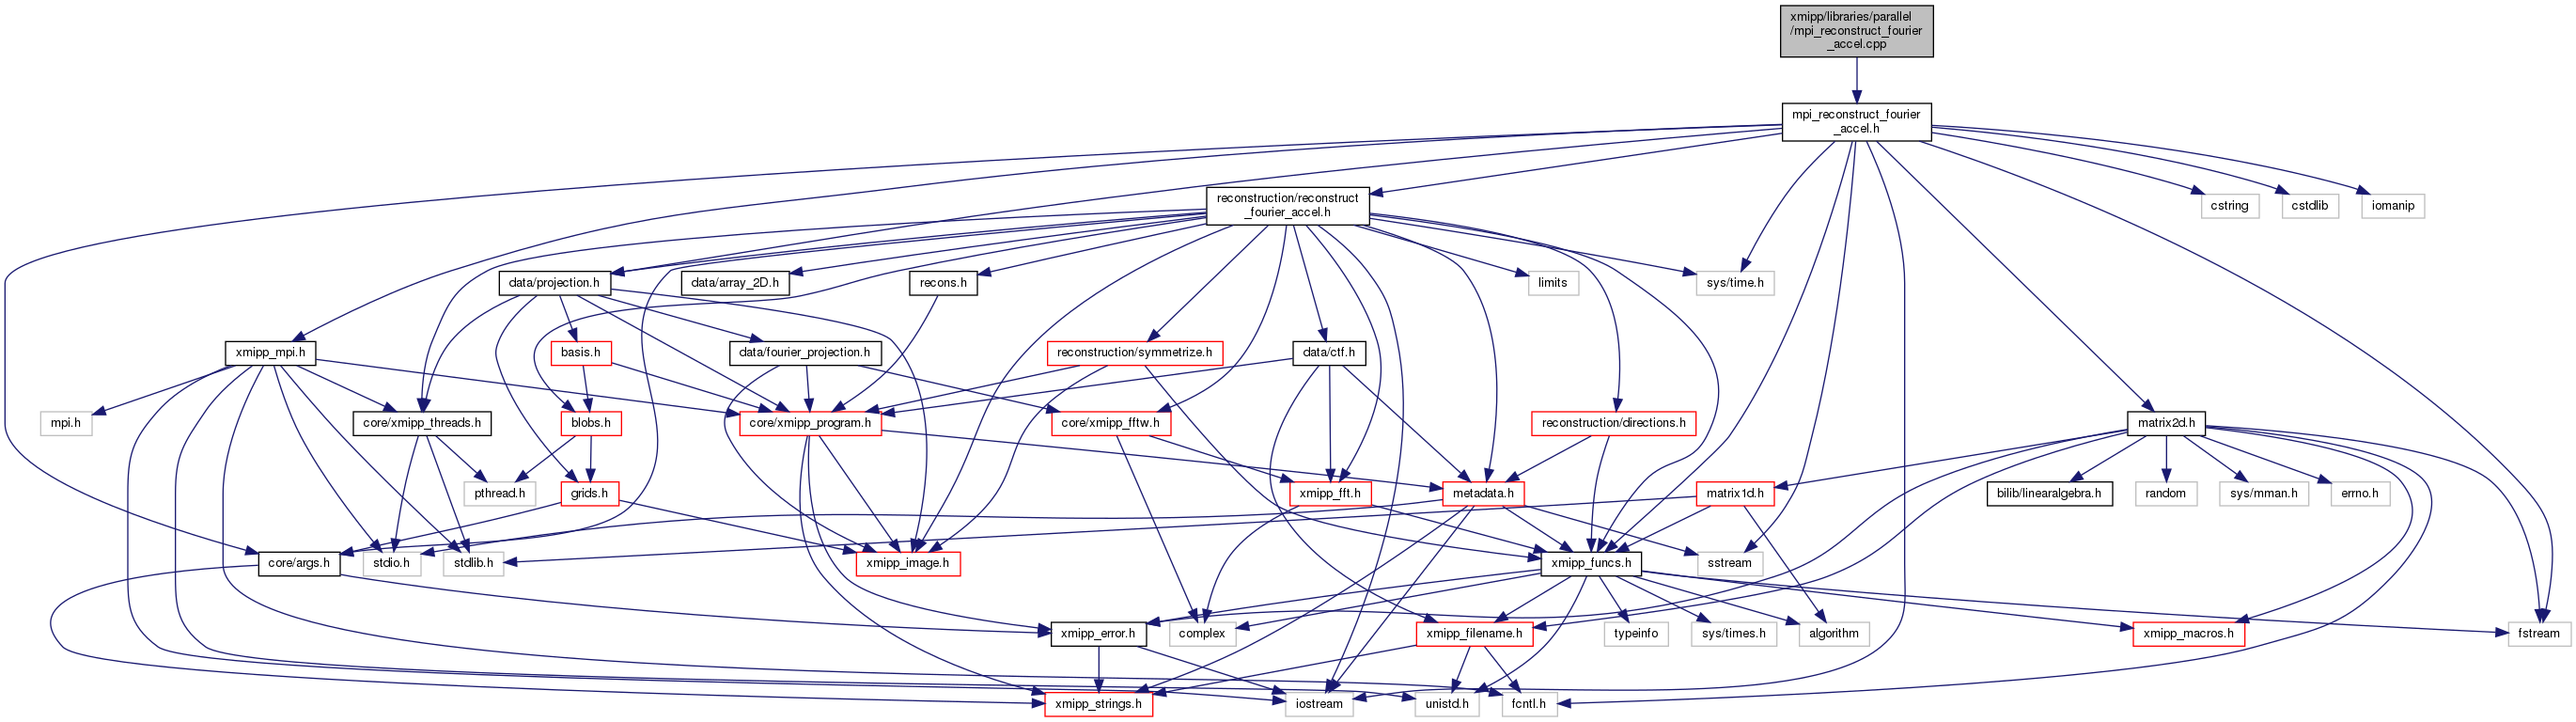 xmipp/libraries/parallel
/mpi_reconstruct_fourier
_accel.cpp
mpi_reconstruct_fourier
_accel.h
reconstruction/reconstruct
_fourier_accel.h
cstring
cstdlib
iomanip
data/projection.h
data/array_2D.h
recons.h
limits
sys/time.h
xmipp_mpi.h
basis.h
data/fourier_projection.h
reconstruction/symmetrize.h
data/ctf.h
mpi.h
core/xmipp_threads.h
blobs.h
core/xmipp_program.h
core/xmipp_fftw.h
reconstruction/directions.h
matrix2d.h
pthread.h
grids.h
xmipp_fft.h
metadata.h
matrix1d.h
bilib/linearalgebra.h
random
sys/mman.h
errno.h
core/args.h
stdio.h
stdlib.h
xmipp_image.h
xmipp_funcs.h
sstream
xmipp_error.h
complex
xmipp_filename.h
typeinfo
sys/times.h
algorithm
xmipp_macros.h
fstream
xmipp_strings.h
iostream
unistd.h
fcntl.h